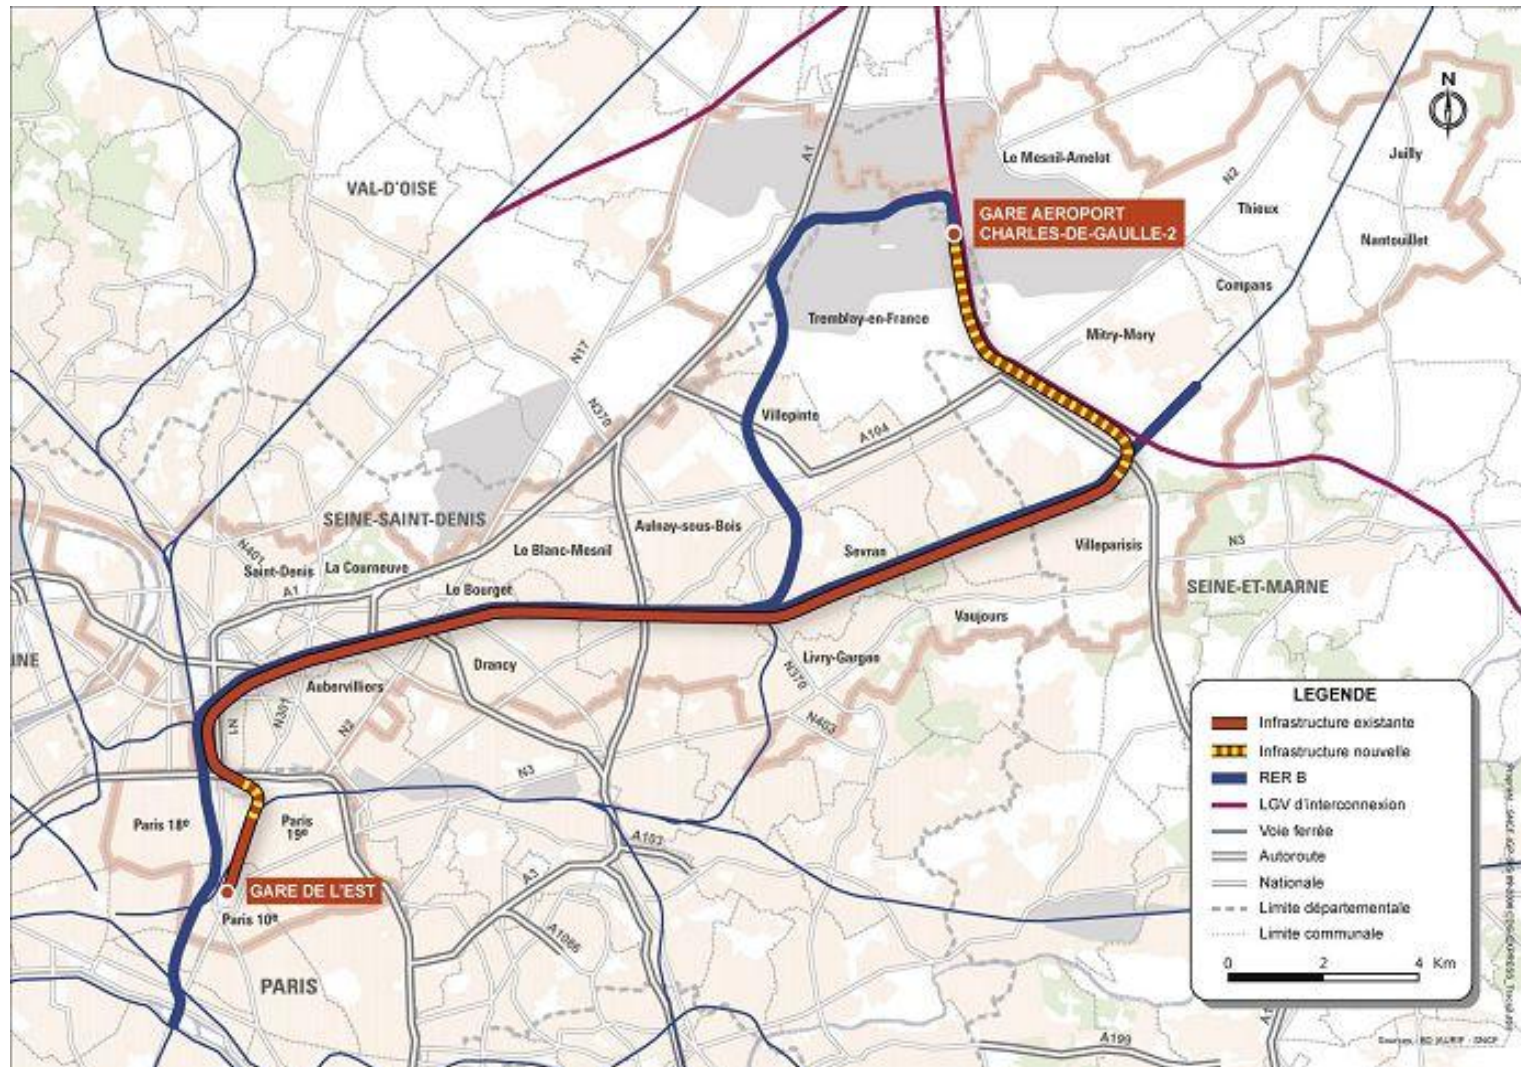 N
A1
Le Mesnil-Amelot
Juilly
VAL-D'OISE
N2
Thieux
GARE AEROPORT
CHARLES-DE-GAULLE-2
Nantouillet
Compans
Tremblay-en-France
Mitry-Mory
N17
N370
Villepinte
A104
SEINE-SAINT-DENIS
Aulnay-sous-Bois
N401
Le Blanc-Mesnil
Sevran
Villeparisis
N3
Saint-Denis
La Courneuve
A1
Le Bourget
SEINE-ET-MARNE
Vaujours
INE
Drancy
Livry-Gargan
N370
Aubervilliers
N1
N301
N2
N403
N3
Paris 18e
Paris
19e
A103
A3
GARE DE L'EST
Paris 10e
A1086
PARIS
A199
LEGENDE
Infrastructure existante
Infrastructure nouvelle
RER B
LGV d'interconnexion
Voie ferrée
Autoroute
Nationale
Limite départementale
Limite communale
0 2 4 Km